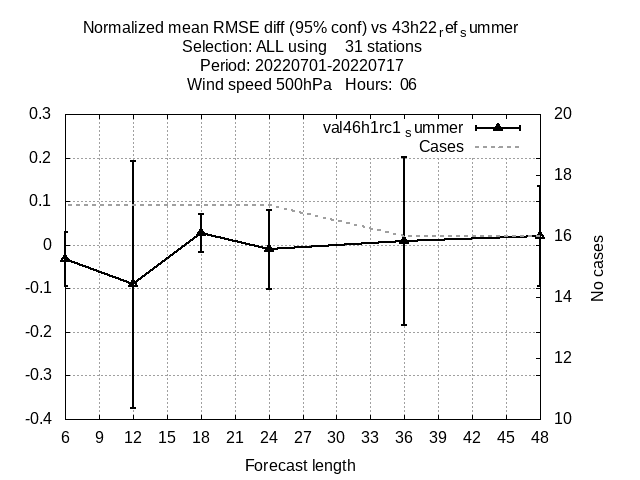 Normalized mean RMSE diff (95% conf) vs 43h22refsummer
Selection: ALL using 31 stations
Period: 20220701-20220717
Wind speed 500hPa Hours: 06
val46h1rc1summer
Cases
0.3
0.2
0.1
0
-0.1
-0.2
-0.3
-0.4
20
18
16
14
12
10
No cases
6 9 12 15 18 21 24 27 30 33 36 39 42 45 48
Forecast length